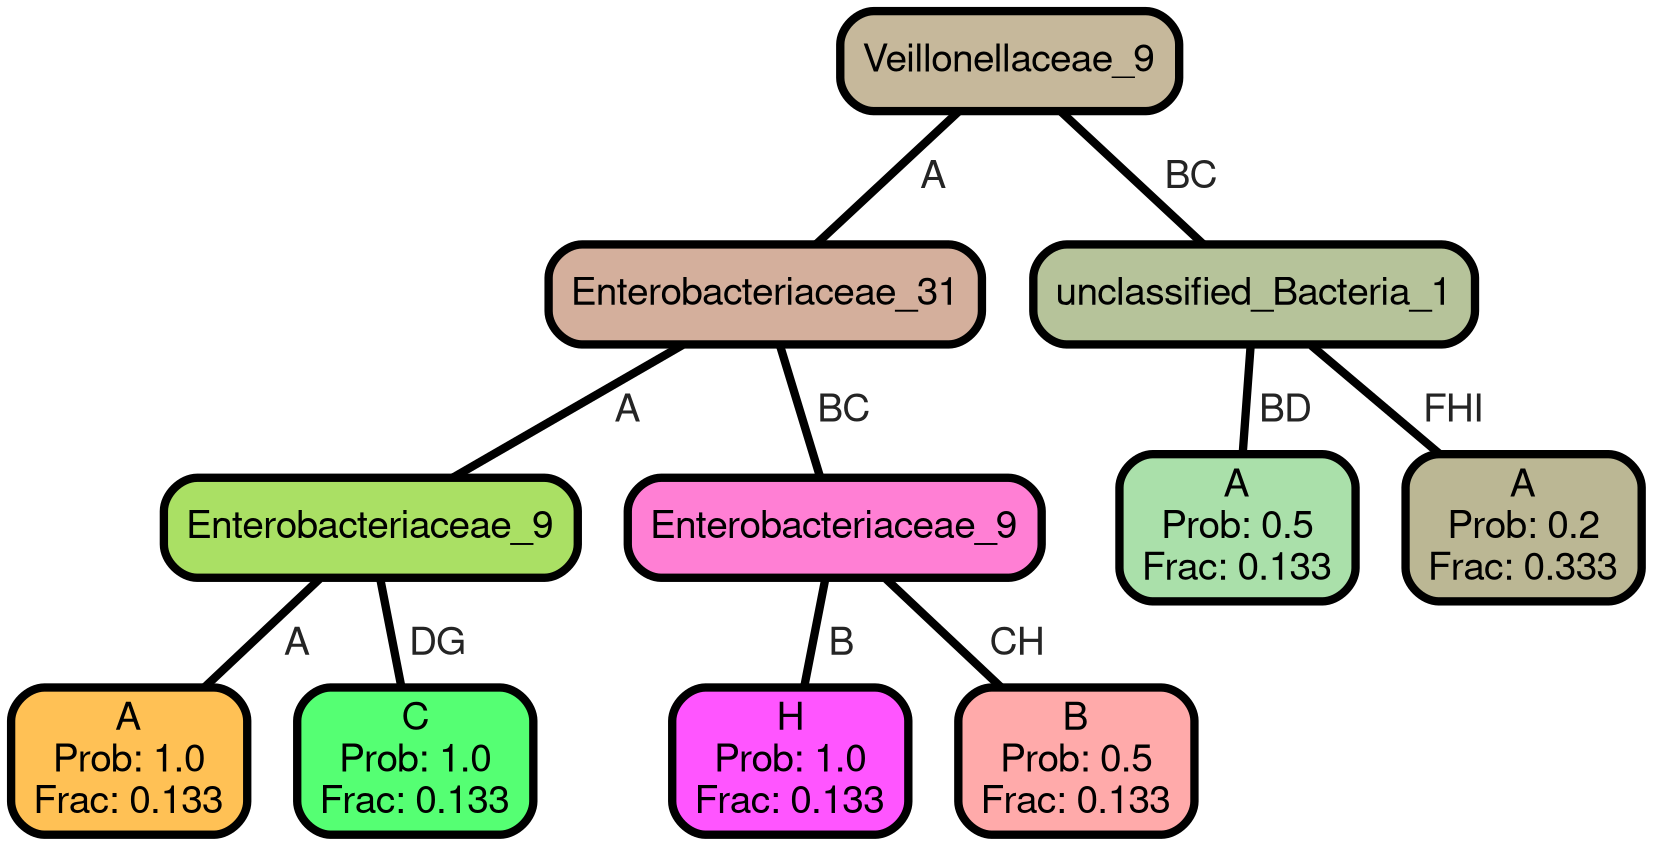 Veillonellaceae_9
A
BC
Enterobacteriaceae_31
unclassified_Bacteria_1
A
BC
BD
FHI
Enterobacteriaceae_9
Enterobacteriaceae_9
A
Prob: 0.5
Frac: 0.133
A
Prob: 0.2
Frac: 0.333
A
DG
B
CH
A
Prob: 1.0
Frac: 0.133
C
Prob: 1.0
Frac: 0.133
H
Prob: 1.0
Frac: 0.133
B
Prob: 0.5
Frac: 0.133